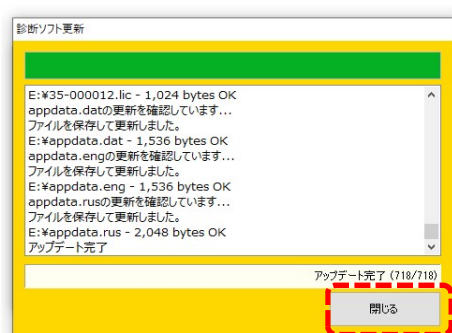 診断ソフト更新
E:¥35-000012.lic - 1,024 bytes OK
appdata.datの更新を確認しています...
ファイルを保存して更新しました。
E:¥appdata.dat - 1,536 bytes OK
appdata.engの更新を確認しています...
ファイルを保存して更新しました。
E:¥appdata.eng - 1,536 bytes OK
appdata.rusの更新を確認しています...
ファイルを保存して更新しました。
E:¥appdata.rus - 2,048 bytes OK
アップデート完了
アップデート完了 (718/718)
閉じる